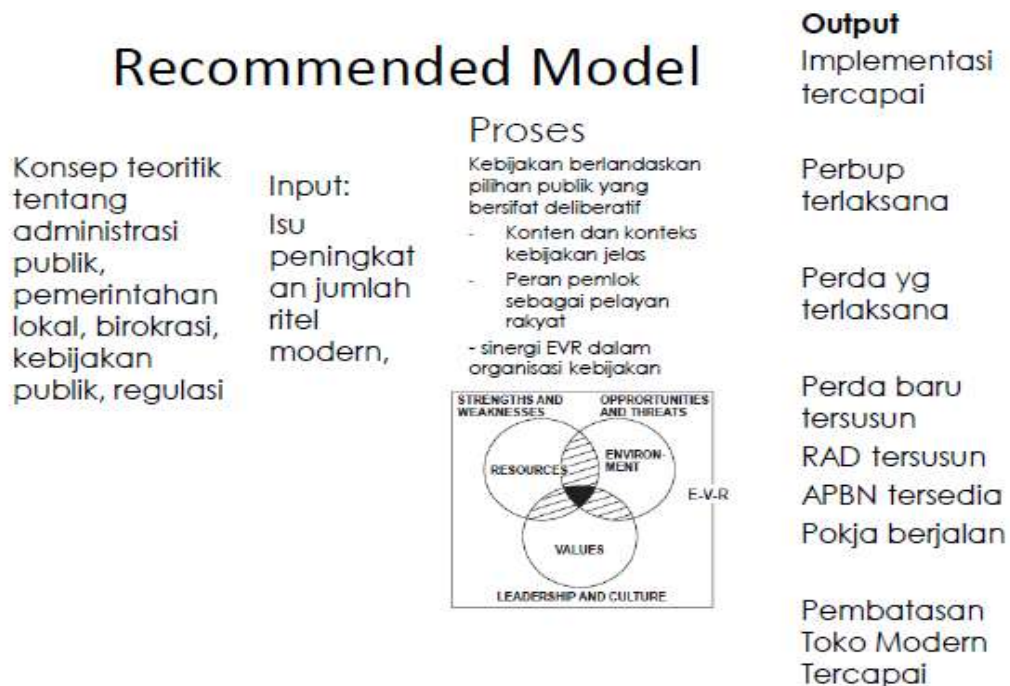 Recommended Model
Konsep teoritik
tentang
administrasi
publik,
pemerintahan
lokal, birokrasi,
kebijakan
publik, regulasi
Input:
Isu
peningkat
an jumlah
ritel
modern,
Proses
Kebijakan berlandaskan
pilihan publik yang
bersifat deliberatif
- Konten dan konteks
kebijakan jelas
- Peran pemlok
sebagai pelayan
rakyat
- sinergi EVR dalam
organisasi kebijakan
STRENGTHS AND
WEAKNESSES
OPPRORTUNITIES
AND THREATS
RESOURCES
ENVIRON-
MENT
VALUES
LEADERSHIP AND CULTURE
E-V-R
Output
Implementasi
tercapai
Perbup
terlaksana
Perda yg
terlaksana
Perda baru
tersusun
RAD tersusun
APBN tersedia
Pokja berjalan
Pembatasan
Toko Modern
Tercapai